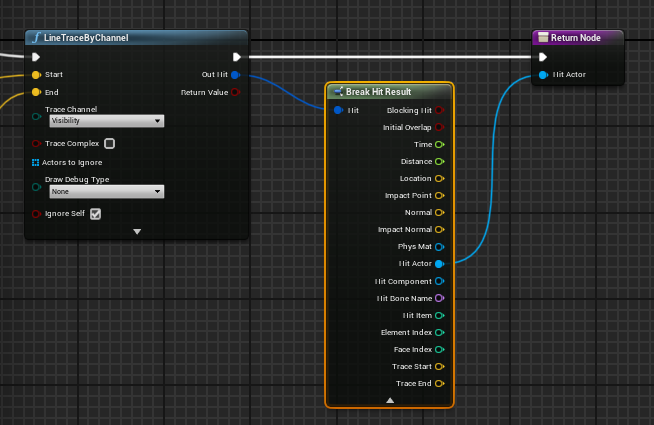 LineTraceByChannel
Start
End
Trace Channel
Visibility
Trace Complex
Actors to Ignore
Draw Debug Type
None
Ignore Self
Out Hit
Return Value
Break Hit Result
Hit
Blocking Hit
Initial Overlap
Time
Distance
Location
Impact Point
Normal
Impact Normal
Phys Mat
Hit Actor
Hit Component
Hit Bone Name
Hit Item
Element Index
Face Index
Trace Start
Trace End
Return Node
Hit Actor